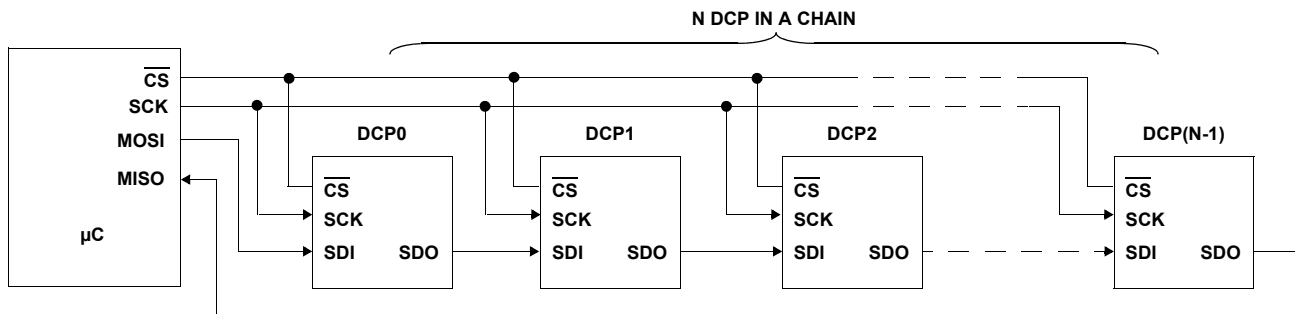 N DCP IN A CHAIN
CS
SCK
MOSI
MISO
µC
DCP0
CS
SCK
SDI SDO
DCP1
CS
SCK
SDI SDO
DCP2
CS
SCK
SDI SDO
DCP(N-1)
CS
SCK
SDI SDO